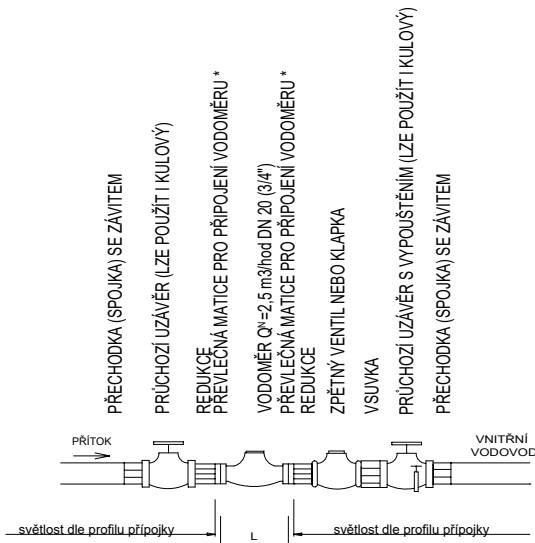 PŘECHODKA (SPOJKA) SE ZÁVITEM
PRŮCHOZÍ UZÁVĚR (LZE POUŽÍT I KULOVÝ)
REDUKCE
PŘEVLEČNÁ MATICE PRO PŘIPOJENÍ VODOMĚRU *
VODOMĚR Qᴺ=2,5 m3/hod DN 20 (3/4")
PŘEVLEČNÁ MATICE PRO PŘIPOJENÍ VODOMĚRU *
REDUKCE
ZPĚTNÝ VENTIL NEBO KLAPKA
VSUVKA
PRŮCHOZÍ UZÁVĚR S VYPOUŠTĚNÍM (LZE POUŽÍT I KULOVÝ)
PŘECHODKA (SPOJKA) SE ZÁVITEM
PŘÍTOK
VNITŘNÍ
VODOVOD
světlost dle profilu přípojky
L
světlost dle profilu přípojky